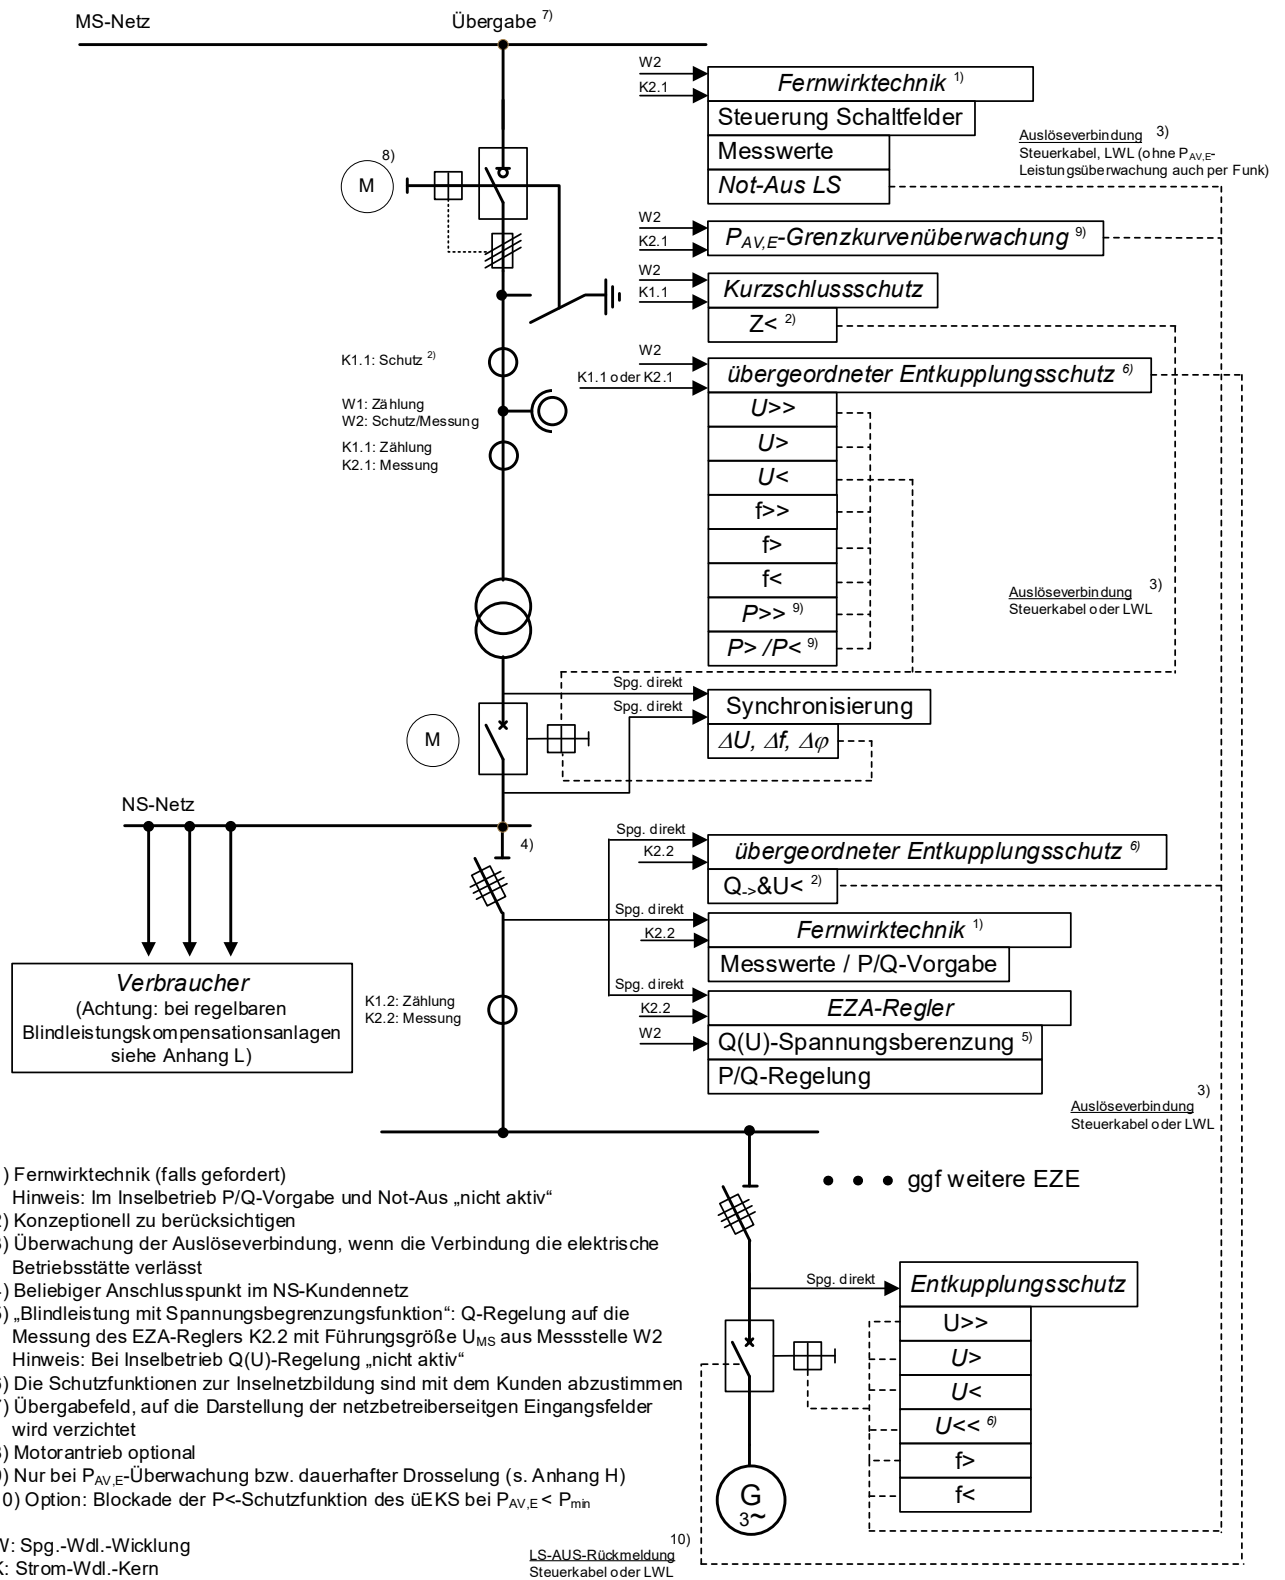 MS-Netz
Übergabe 7)
W2
K2.1
Fernwirktechnik 1)
Steuerung Schaltfelder
Messwerte
Not-Aus LS
Auslöseverbindung 3)
Steuerkabel, LWL (ohne PAV,E-
Leistungsüberwachung auch per Funk)
8)
M
W2
K2.1
PAV,E-Grenzkurvenüberwachung 9)
W2
K1.1
Kurzschlussschutz
Z< 2)
K1.1: Schutz 2)
W1: Zählung
W2: Schutz/Messung
K1.1: Zählung
K2.1: Messung
W2
K1.1 oder K2.1
übergeordneter Entkupplungsschutz 6)
U>>
U>
U<
f>>
f>
f<
P>> 9)
P> /P< 9)
Auslöseverbindung 3)
Steuerkabel oder LWL
Spg. direkt
Spg. direkt
Synchronisierung
ΔU, Δf, Δφ
M
NS-Netz
4)
Spg. direkt
K2.2
übergeordneter Entkupplungsschutz 6)
Q->&U< 2)
Spg. direkt
K2.2
Fernwirktechnik 1)
Messwerte / P/Q-Vorgabe
Spg. direkt
K2.2
W2
EZA-Regler
Q(U)-Spannungsberenzung 5)
P/Q-Regelung
Verbraucher
(Achtung: bei regelbaren
Blindleistungskompensationsanlagen
siehe Anhang L)
K1.2: Zählung
K2.2: Messung
Auslöseverbindung 3)
Steuerkabel oder LWL
) Fernwirktechnik (falls gefordert)
Hinweis: Im Inselbetrieb P/Q-Vorgabe und Not-Aus „nicht aktiv“
2) Konzeptionell zu berücksichtigen
3) Überwachung der Auslöseverbindung, wenn die Verbindung die elektrische
Betriebsstätte verlässt
4) Beliebiger Anschlusspunkt im NS-Kundennetz
5) „Blindleistung mit Spannungsbegrenzungsfunktion“: Q-Regelung auf die
Messung des EZA-Reglers K2.2 mit Führungsgröße UMS aus Messstelle W2
Hinweis: Bei Inselbetrieb Q(U)-Regelung „nicht aktiv“
6) Die Schutzfunktionen zur Inselnetzbildung sind mit dem Kunden abzustimmen
7) Übergabefeld, auf die Darstellung der netzbetreiberseitgen Eingangsfelder
wird verzichtet
8) Motorantrieb optional
9) Nur bei PAV,E-Überwachung bzw. dauerhafter Drosselung (s. Anhang H)
10) Option: Blockade der P<-Schutzfunktion des üEKS bei PAV,E < Pmin
W: Spg.-Wdl.-Wicklung
K: Strom-Wdl.-Kern
• • • ggf weitere EZE
Spg. direkt
Entkupplungsschutz
U>>
U>
U<
U<< 6)
f>
f<
G
3~
LS-AUS-Rückmeldung 10)
Steuerkabel oder LWL